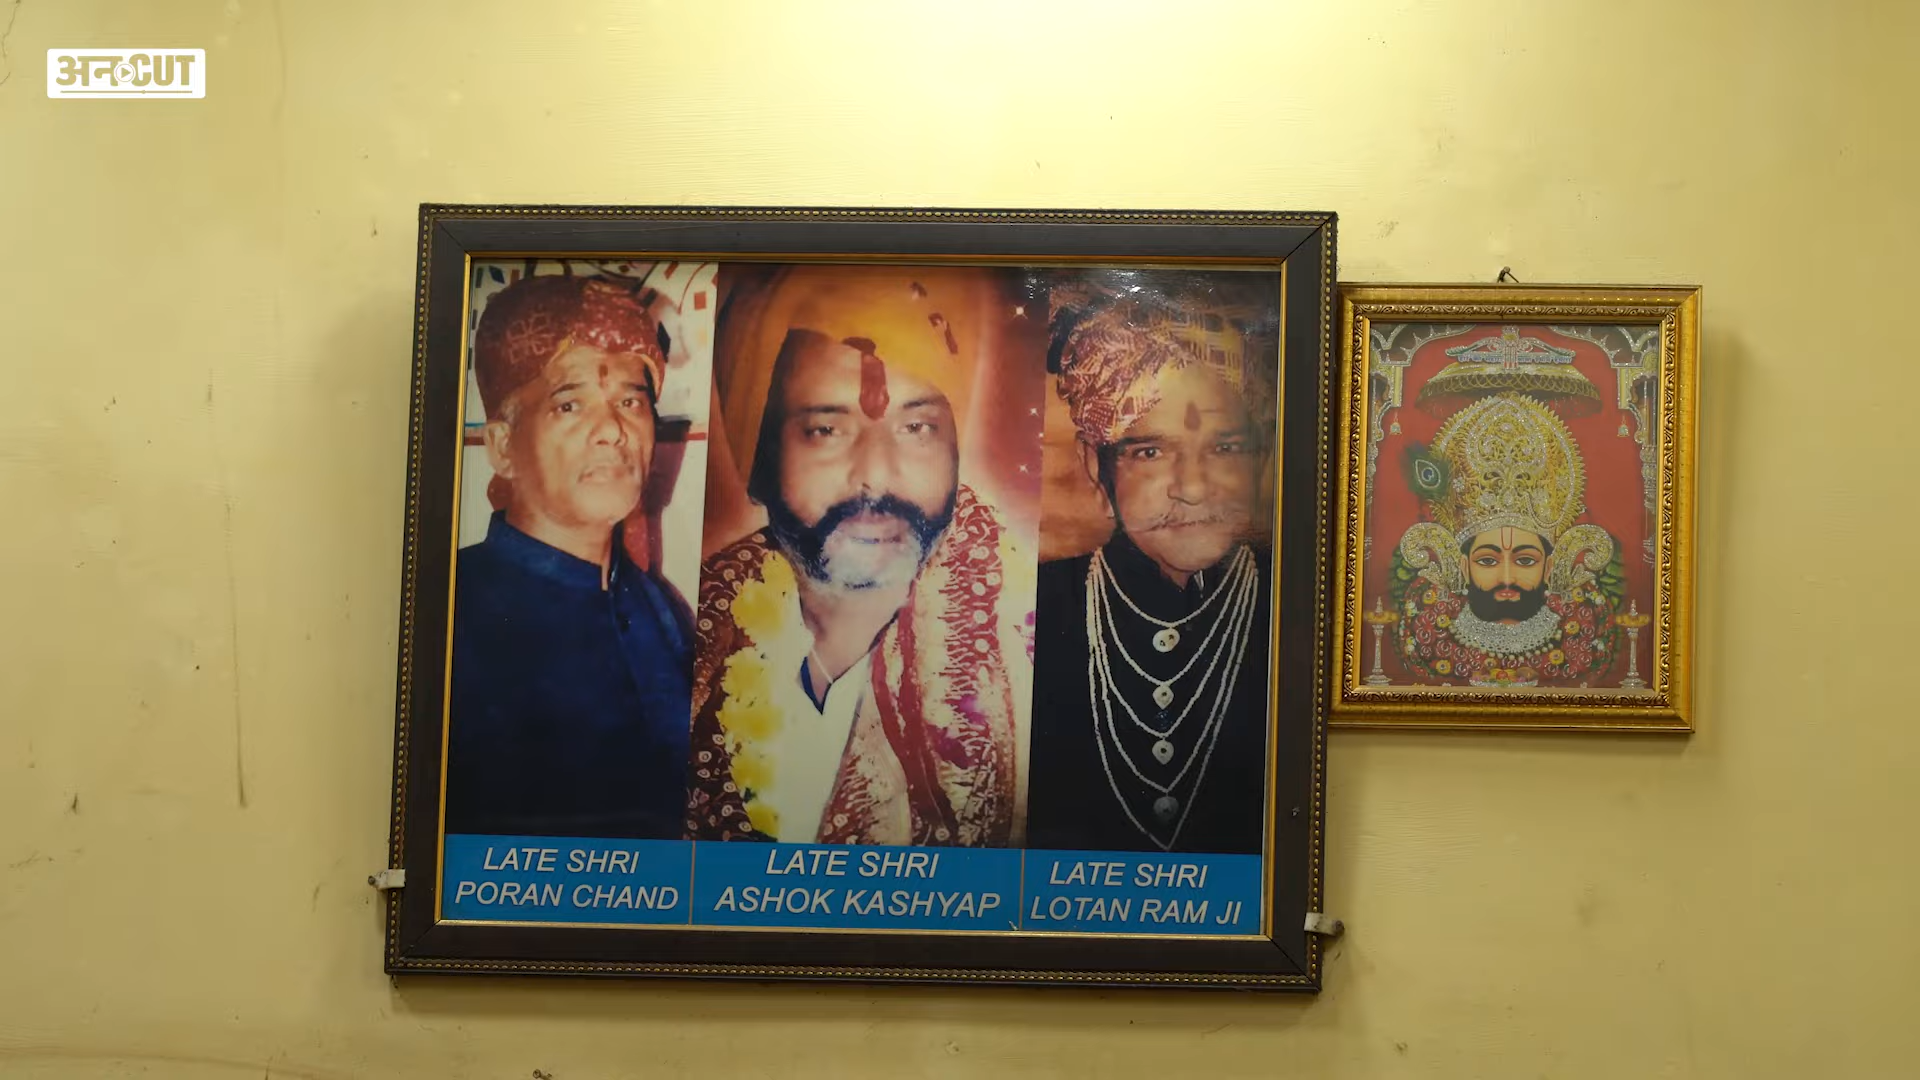 अनCUT
LATE SHRI
PORAN CHAND
LATE SHRI
ASHOK KASHYAP
LATE SHRI
LOTAN RAM JI